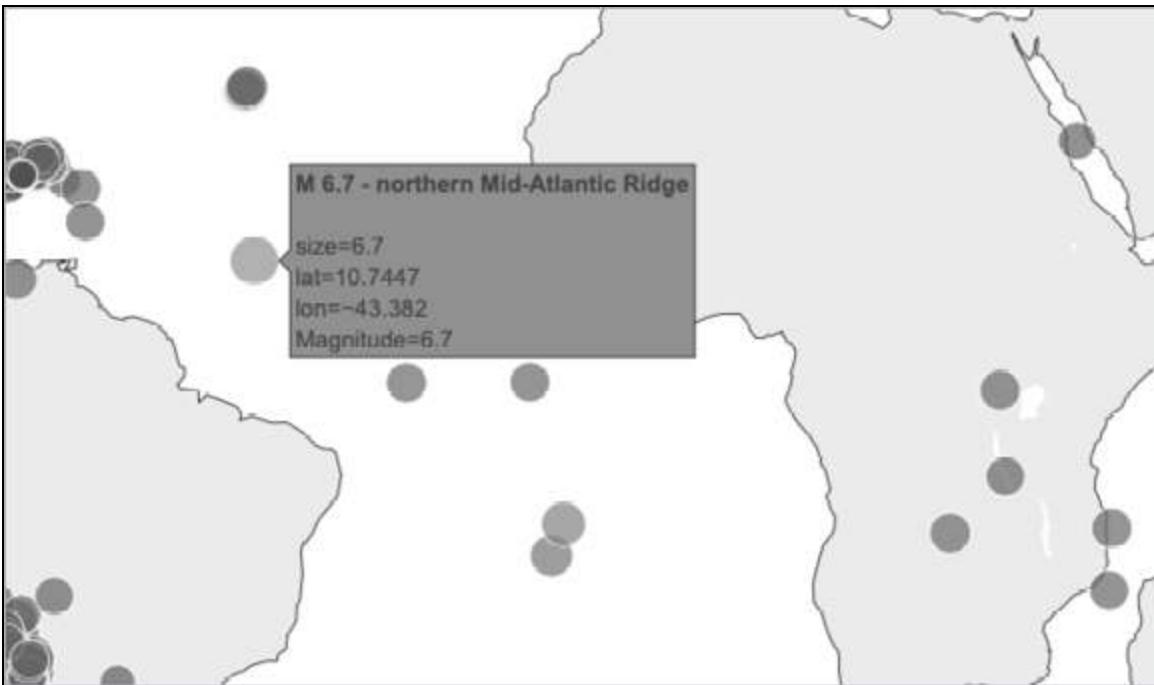 M 6.7 - northern Mid-Atlantic Ridge
size=6.7
lat=10.7447
lon=−43.382
Magnitude=6.7